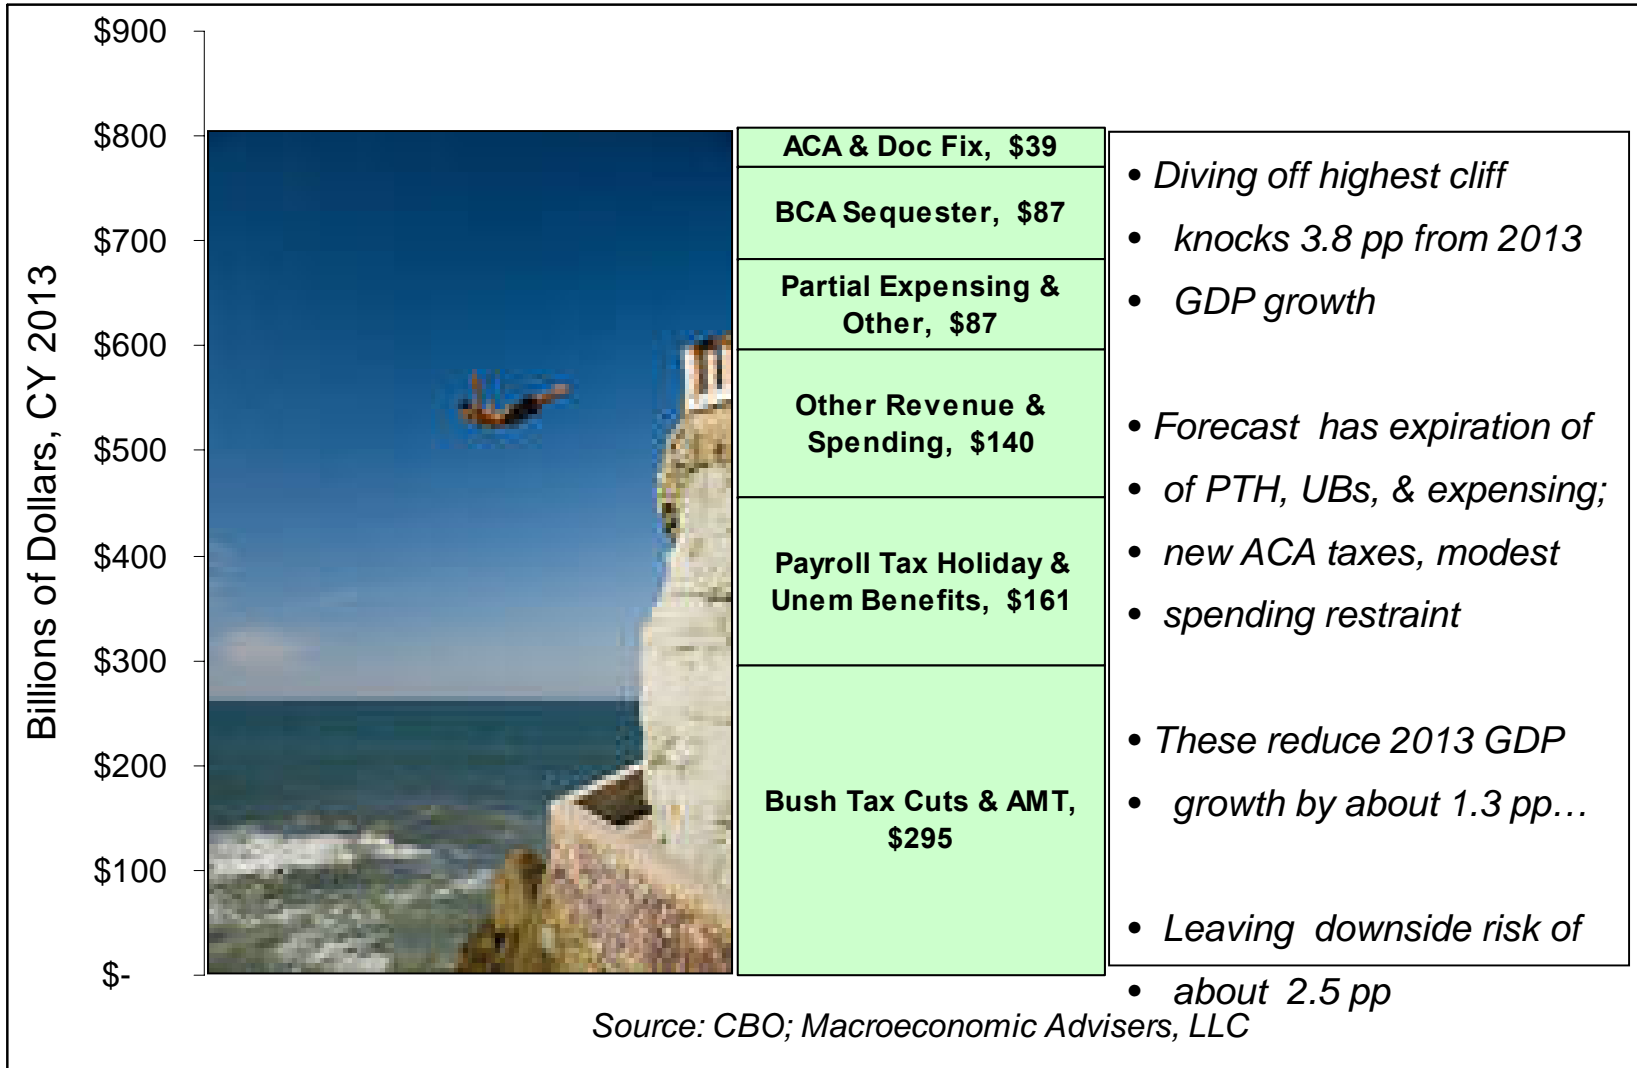 $900
$800
$700
$600
$500
$400
$300
$200
$100
$-
Billions of Dollars, CY 2013
ACA & Doc Fix, $39
BCA Sequester, $87
Partial Expensing &
Other, $87
Other Revenue &
Spending, $140
Payroll Tax Holiday &
Unem Benefits, $161
Bush Tax Cuts & AMT,
$295
• Diving off highest cliff
• knocks 3.8 pp from 2013
• GDP growth
• Forecast has expiration of
• of PTH, UBs, & expensing;
• new ACA taxes, modest
• spending restraint
• These reduce 2013 GDP
• growth by about 1.3 pp…
• Leaving downside risk of
• about 2.5 pp
Source: CBO; Macroeconomic Advisers, LLC